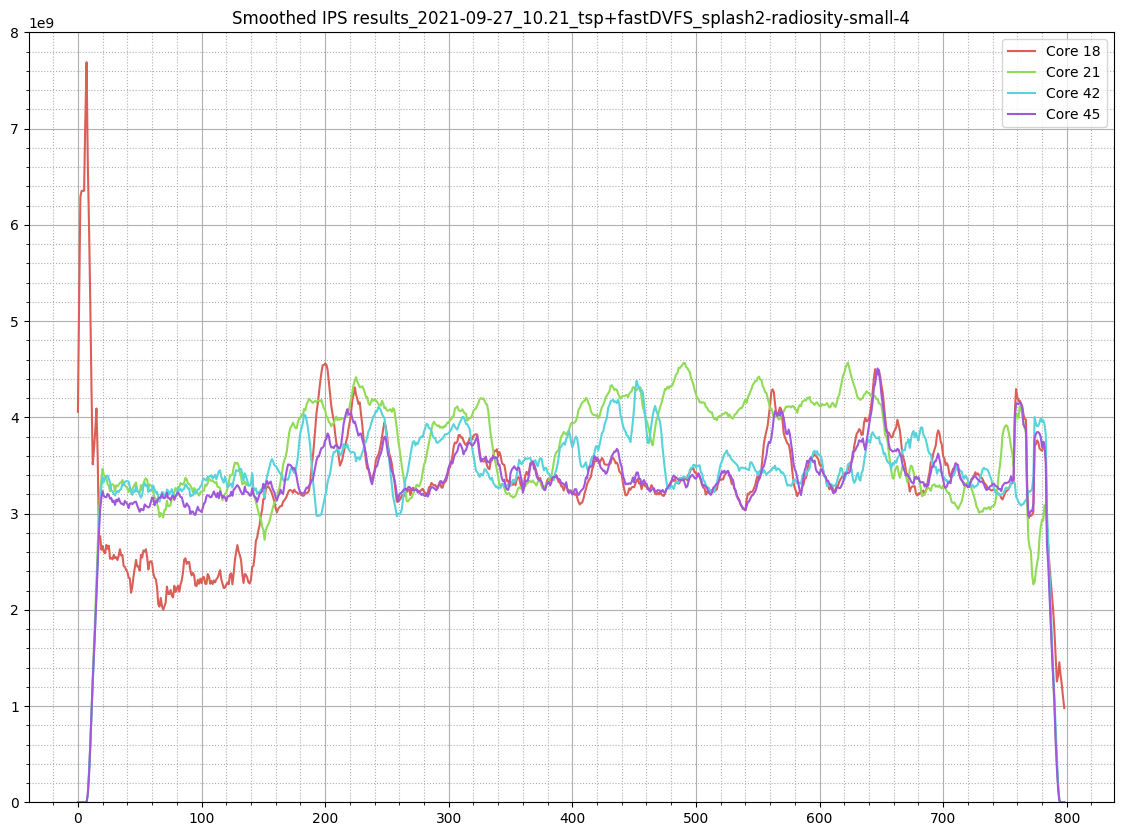 Smoothed IPS results_2021-09-27_10.21_tsp+fastDVFS_splash2-radiosity-small-4
1e9
8
7
6
5
4
3
2
1
0
Core 18
Core 21
Core 42
Core 45
0 100 200 300 400 500 600 700 800